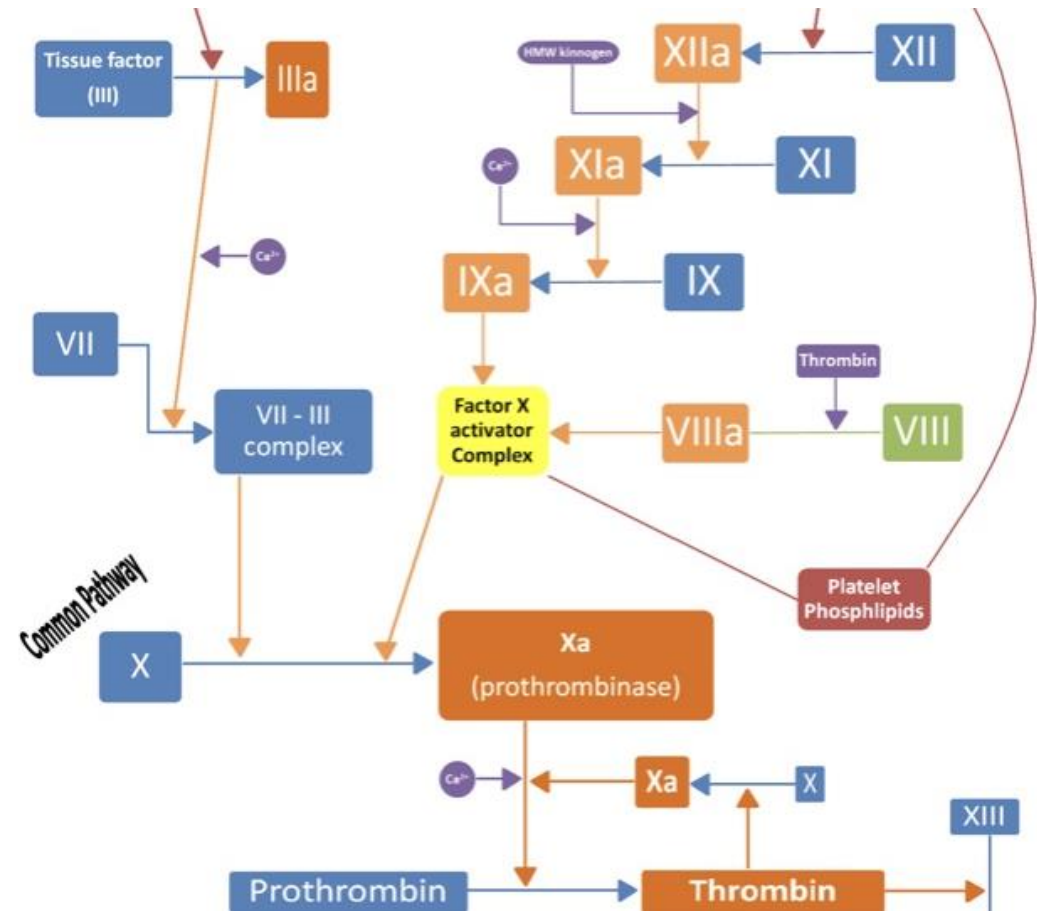 Tissue factor
(III)
IIIa
HMW kinnogen
XIIa
XII
Ca²⁺
XIa
XI
Ca²⁺
IXa
IX
VII
Thrombin
VII - III
complex
Factor X
activator
Complex
VIIIa
VIII
Common Pathway
Platelet
Phosphlipids
X
Xa
(prothrombinase)
Ca²⁺
Xa
X
XIII
Prothrombin
Thrombin